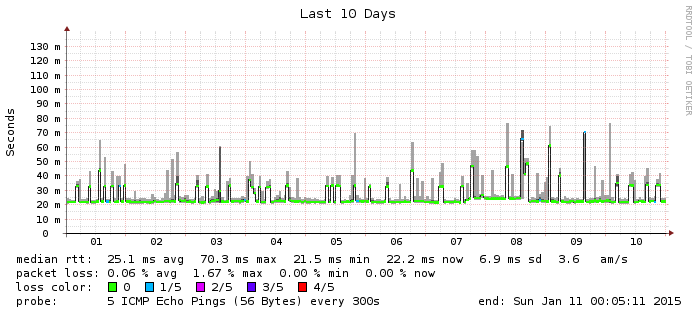 Last 10 Days
RRDTOOL / TOBI OETIKER
Seconds
130 m
120 m
110 m
100 m
90 m
80 m
70 m
60 m
50 m
40 m
30 m
20 m
10 m
0
01 02 03 04 05 06 07 08 09 10
median rtt: 25.1 ms avg 70.3 ms max 21.5 ms min 22.2 ms now 6.9 ms sd 3.6 am/s
packet loss: 0.06 % avg 1.67 % max 0.00 % min 0.00 % now
loss color: 0 1/5 2/5 3/5 4/5
probe: 5 ICMP Echo Pings (56 Bytes) every 300s end: Sun Jan 11 00:05:11 2015